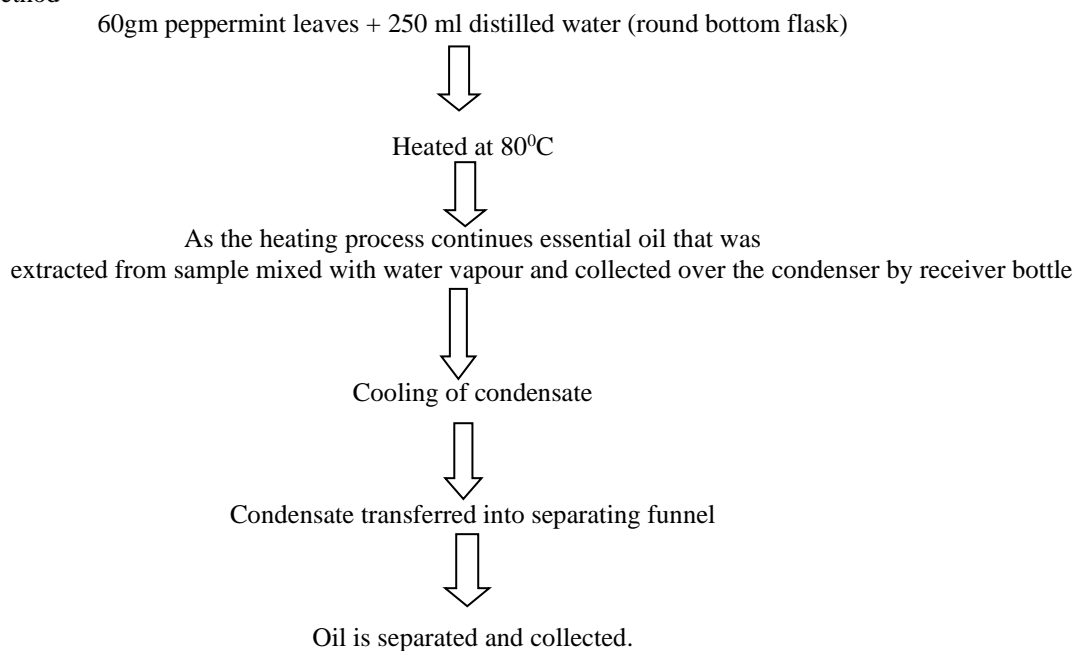 60gm peppermint leaves + 250 ml distilled water (round bottom flask)
Heated at 80⁰C
As the heating process continues essential oil that was
extracted from sample mixed with water vapour and collected over the condenser by receiver bottle
Cooling of condensate
Condensate transferred into separating funnel
Oil is separated and collected.